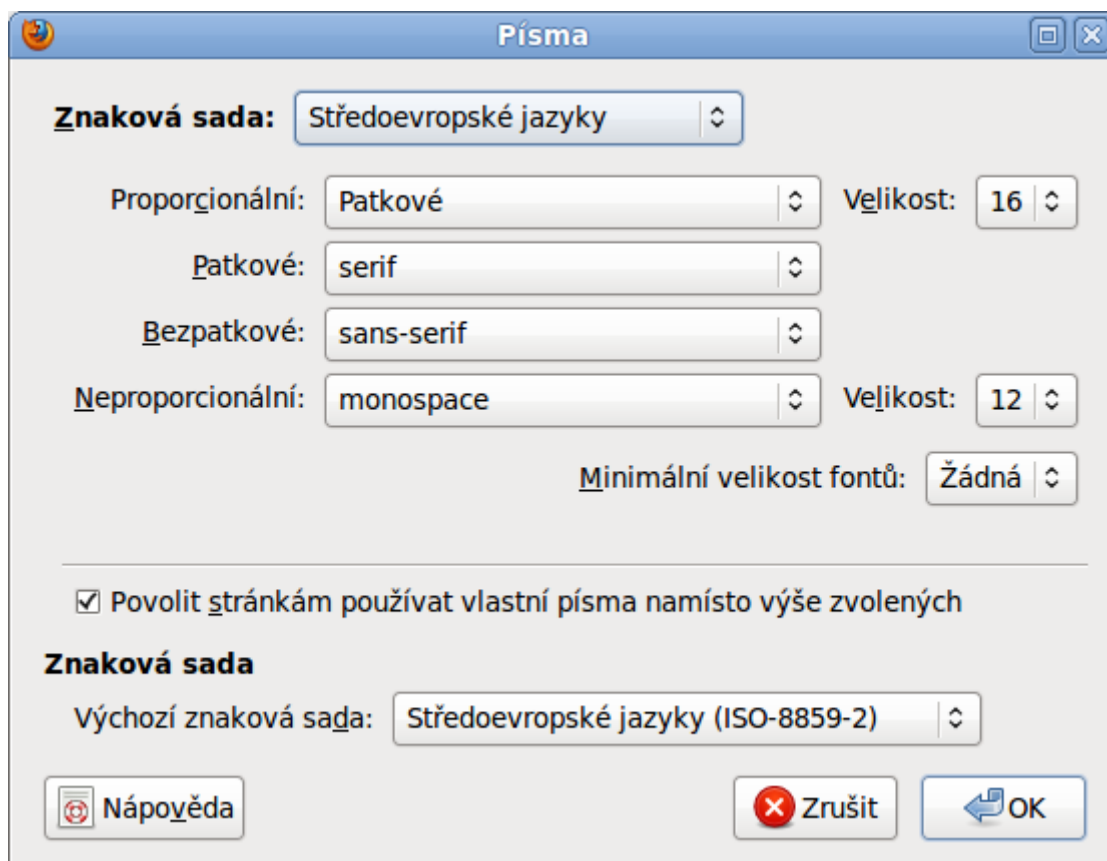 Písma
Znaková sada: Středoevropské jazyky
Proporcionální: Patkové Velikost: 16
Patkové: serif
Bezpatkové: sans-serif
Neproporcionální: monospace Velikost: 12
Minimální velikost fontů: Žádná
Povolit stránkám používat vlastní písma namísto výše zvolených
Znaková sada
Výchozí znaková sada: Středoevropské jazyky (ISO-8859-2)
Nápověda Zrušit OK